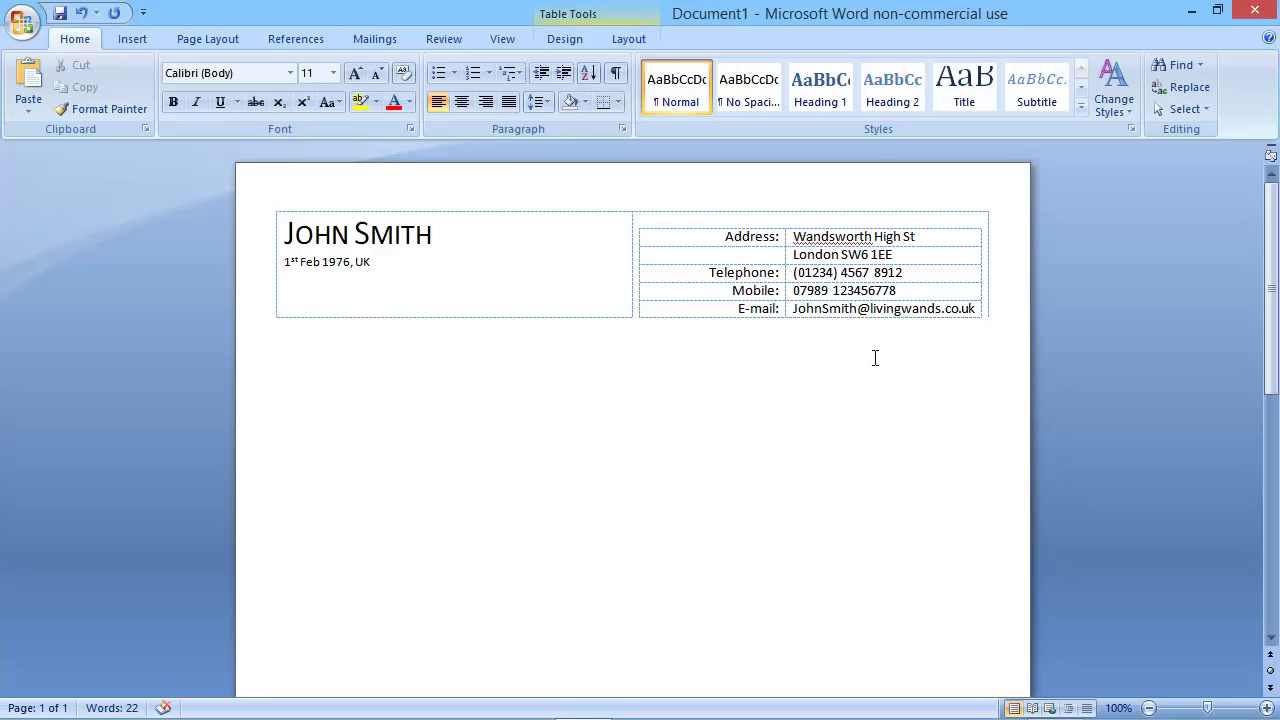 Table Tools
Document1 - Microsoft Word non-commercial use
Home
Insert
Page Layout
References
Mailings
Review
View
Design
Layout
Paste
Cut
Copy
Format Painter
Clipboard
Calibri (Body)
11
Font
Paragraph
AaBbCcDc
¶ Normal
AaBbCcDc
¶ No Spaci...
AaBbCc
Heading 1
AaBbCc
Heading 2
AaB
Title
AaBbCc.
Subtitle
Change Styles
Styles
Find
Replace
Select
Editing
JOHN SMITH
1st Feb 1976, UK
Address: Wandsworth High St
London SW6 1EE
Telephone: (01234) 4567 8912
Mobile: 07989 123456778
E-mail: JohnSmith@livingwands.co.uk
Page: 1 of 1
Words: 22
100%